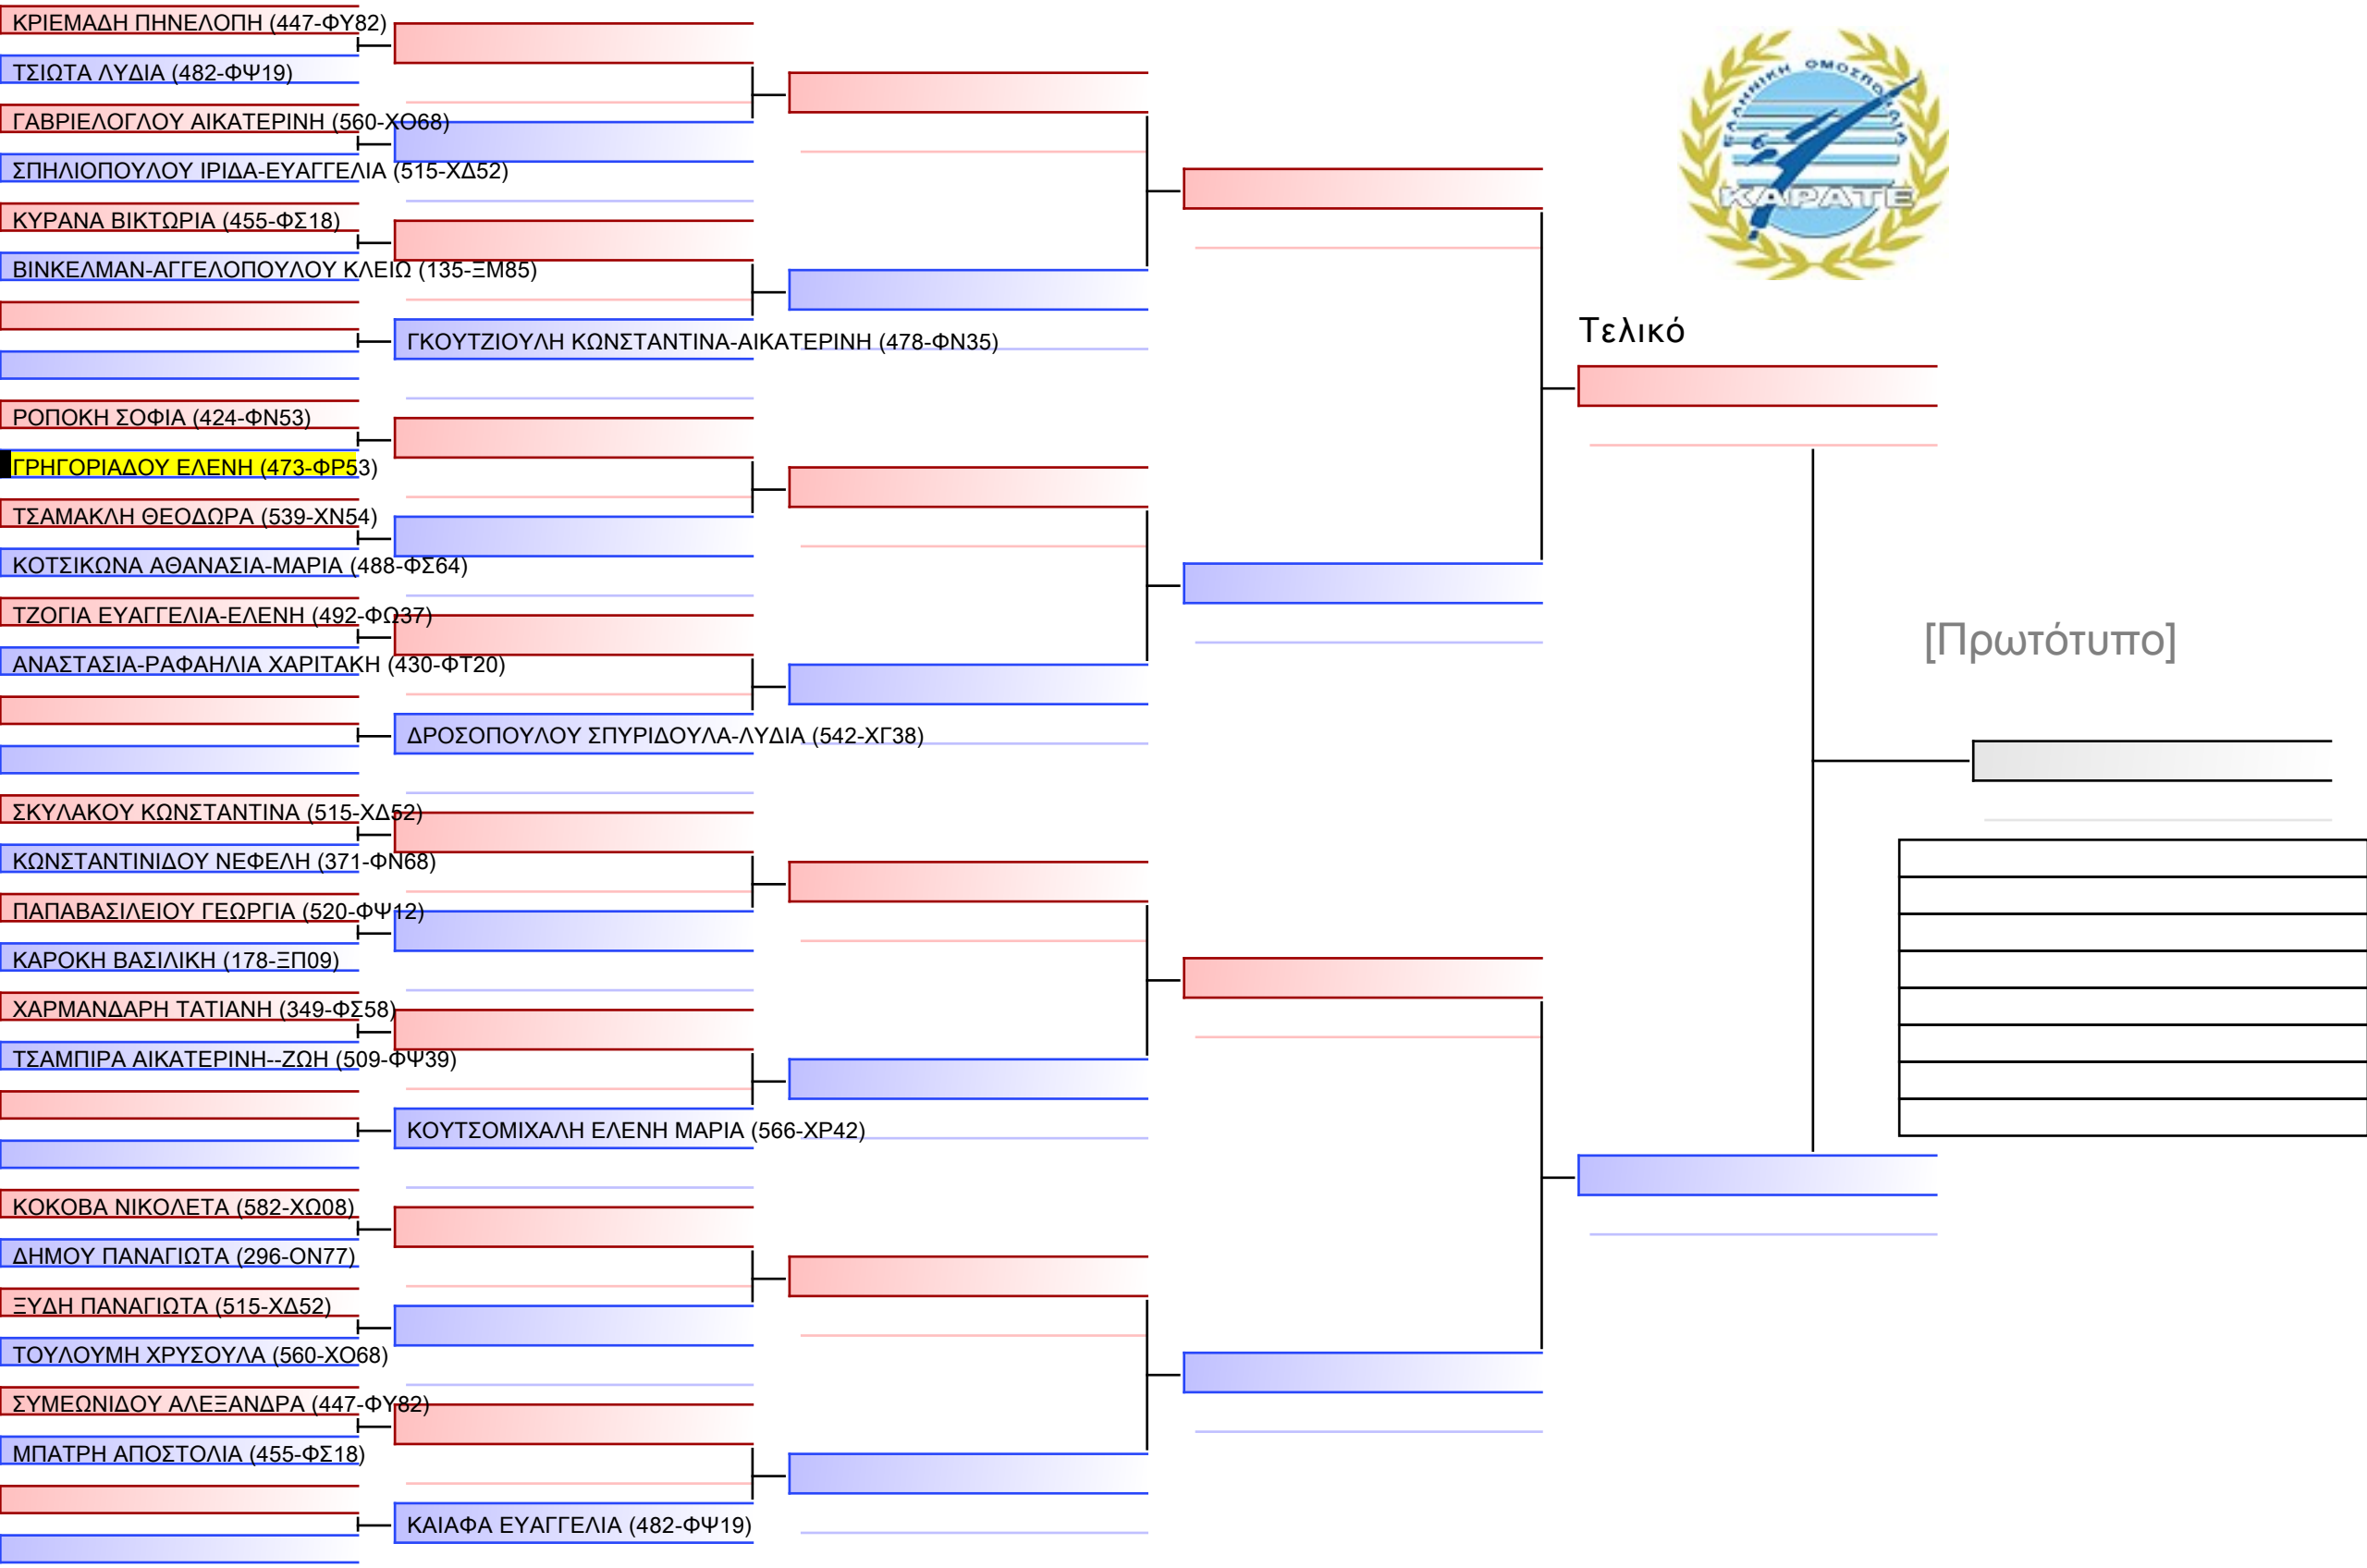 ΚΡΙΕΜΑΔΗ ΠΗΝΕΛΟΠΗ (447-ΦΥ82)
ΤΣΙΩΤΑ ΛΥΔΙΑ (482-ΦΨ19)
ΓΑΒΡΙΕΛΟΓΛΟΥ ΑΙΚΑΤΕΡΙΝΗ (560-ΧΟ68)
ΣΠΗΛΙΟΠΟΥΛΟΥ ΙΡΙΔΑ-ΕΥΑΓΓΕΛΙΑ (515-ΧΔ52)
ΚΥΡΑΝΑ ΒΙΚΤΩΡΙΑ (455-ΦΣ18)
ΒΙΝΚΕΛΜΑΝ-ΑΓΓΕΛΟΠΟΥΛΟΥ ΚΛΕΙΩ (135-ΞΜ85)
ΓΚΟΥΤΖΙΟΥΛΗ ΚΩΝΣΤΑΝΤΙΝΑ-ΑΙΚΑΤΕΡΙΝΗ (478-ΦΝ35)
ΡΟΠΟΚΗ ΣΟΦΙΑ (424-ΦΝ53)
ΓΡΗΓΟΡΙΑΔΟΥ ΕΛΕΝΗ (473-ΦΡ53)
ΤΣΑΜΑΚΛΗ ΘΕΟΔΩΡΑ (539-ΧΝ54)
ΚΟΤΣΙΚΩΝΑ ΑΘΑΝΑΣΙΑ-ΜΑΡΙΑ (488-ΦΣ64)
ΤΖΟΓΙΑ ΕΥΑΓΓΕΛΙΑ-ΕΛΕΝΗ (492-ΦΩ37)
ΑΝΑΣΤΑΣΙΑ-ΡΑΦΑΗΛΙΑ ΧΑΡΙΤΑΚΗ (430-ΦΤ20)
ΔΡΟΣΟΠΟΥΛΟΥ ΣΠΥΡΙΔΟΥΛΑ-ΛΥΔΙΑ (542-ΧΓ38)
ΣΚΥΛΑΚΟΥ ΚΩΝΣΤΑΝΤΙΝΑ (515-ΧΔ52)
ΚΩΝΣΤΑΝΤΙΝΙΔΟΥ ΝΕΦΕΛΗ (371-ΦΝ68)
ΠΑΠΑΒΑΣΙΛΕΙΟΥ ΓΕΩΡΓΙΑ (520-ΦΨ12)
ΚΑΡΟΚΗ ΒΑΣΙΛΙΚΗ (178-ΞΠ09)
ΧΑΡΜΑΝΔΑΡΗ ΤΑΤΙΑΝΗ (349-ΦΣ58)
ΤΣΑΜΠΙΡΑ ΑΙΚΑΤΕΡΙΝΗ--ΖΩΗ (509-ΦΨ39)
ΚΟΥΤΣΟΜΙΧΑΛΗ ΕΛΕΝΗ ΜΑΡΙΑ (566-ΧΡ42)
ΚΟΚΟΒΑ ΝΙΚΟΛΕΤΑ (582-ΧΩ08)
ΔΗΜΟΥ ΠΑΝΑΓΙΩΤΑ (296-ΟΝ77)
ΞΥΔΗ ΠΑΝΑΓΙΩΤΑ (515-ΧΔ52)
ΤΟΥΛΟΥΜΗ ΧΡΥΣΟΥΛΑ (560-ΧΟ68)
ΣΥΜΕΩΝΙΔΟΥ ΑΛΕΞΑΝΔΡΑ (447-ΦΥ82)
ΜΠΑΤΡΗ ΑΠΟΣΤΟΛΙΑ (455-ΦΣ18)
ΚΑΙΑΦΑ ΕΥΑΓΓΕΛΙΑ (482-ΦΨ19)
ΕΛΛΗΝΙΚΗ ΟΜΟΣΠΟΝΔΙΑ
ΚΑΡΑΤΕ
Τελικό
[Πρωτότυπο]